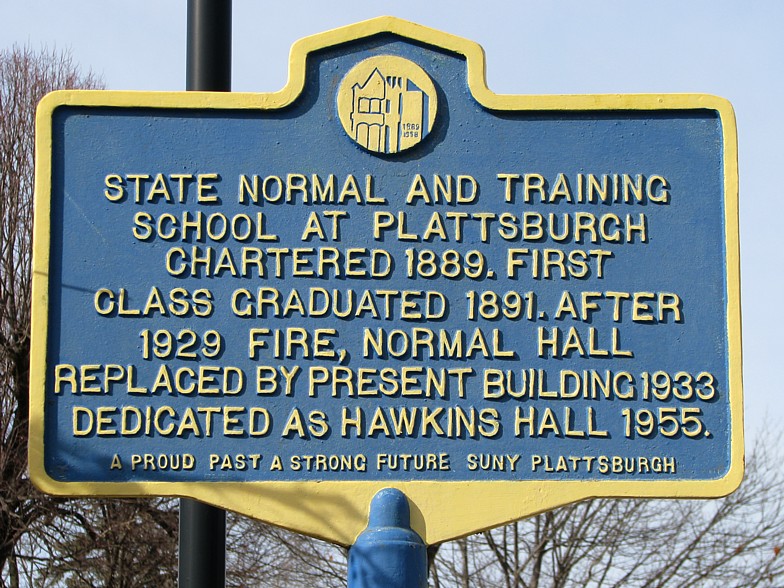 1889
STATE NORMAL AND TRAINING
SCHOOL AT PLATTSBURGH
CHARTERED 1889. FIRST
CLASS GRADUATED 1891. AFTER
1929 FIRE, NORMAL HALL
REPLACED BY PRESENT BUILDING 1933
DEDICATED AS HAWKINS HALL 1955.
A PROUD PAST A STRONG FUTURE SUNY PLATTSBURGH